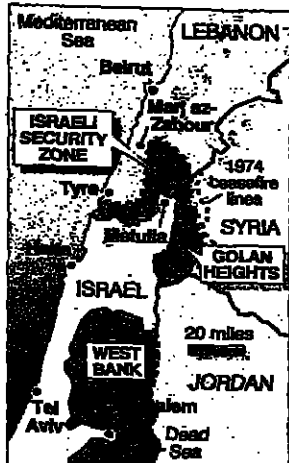 Mediterranean
Sea
LEBANON
Beirut
Marj az-
Zahour
ISRAELI
SECURITY
ZONE
1974
ceasefire
lines
Tyre
SYRIA
Metulla
GOLAN
HEIGHTS
ISRAEL
20 miles
WEST
BANK
JORDAN
Tel
Aviv
Dead
Sea